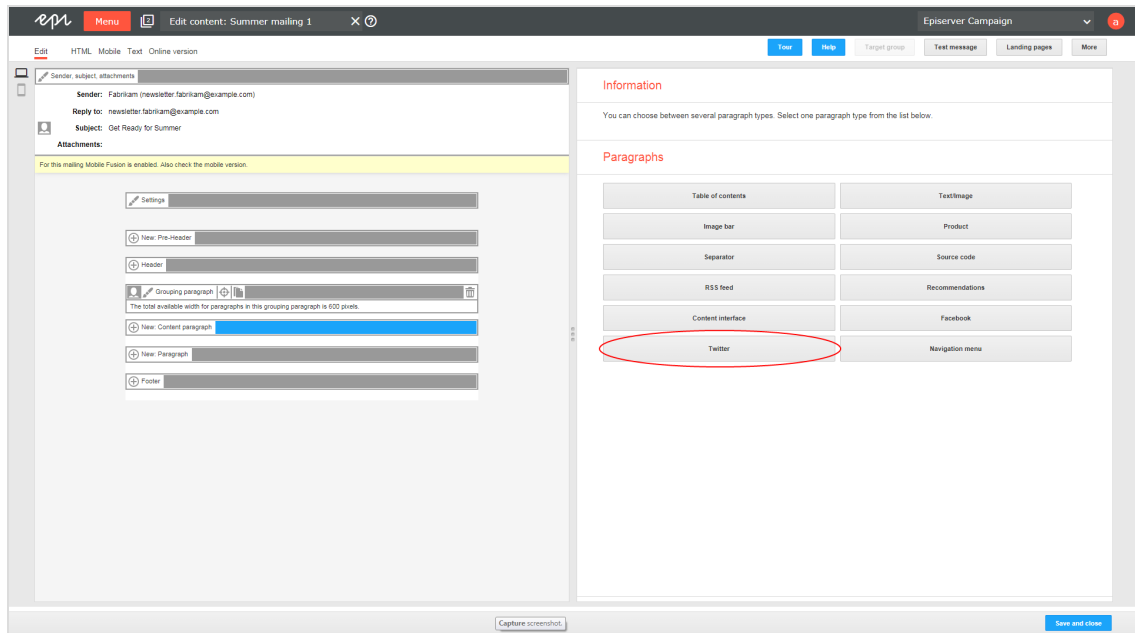 epi Menu 2 Edit content: Summer mailing 1 Episerver Campaign a
Edit HTML Mobile Text Online version Tour Help Target group Test message Landing pages More
Sender, subject, attachments
Sender: Fabrikam (newsletter.fabrikam@example.com)
Reply to: newsletter.fabrikam@example.com
Subject: Get Ready for Summer
Attachments:
For this mailing Mobile Fusion is enabled. Also check the mobile version.
Settings
New: Pre-Header
Header
Grouping paragraph
The total available width for paragraphs in this grouping paragraph is 600 pixels.
New: Content paragraph
New: Paragraph
Footer
Information
You can choose between several paragraph types. Select one paragraph type from the list below.
Paragraphs
Table of contents Text/Image
Image bar Product
Separator Source code
RSS feed Recommendations
Content interface Facebook
Twitter Navigation menu
Capture screenshot.
Save and close